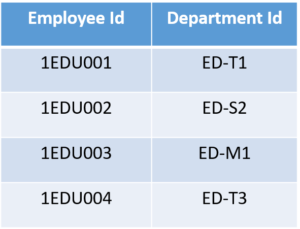 Employee Id Department Id
1EDU001 ED-T1
1EDU002 ED-S2
1EDU003 ED-M1
1EDU004 ED-T3